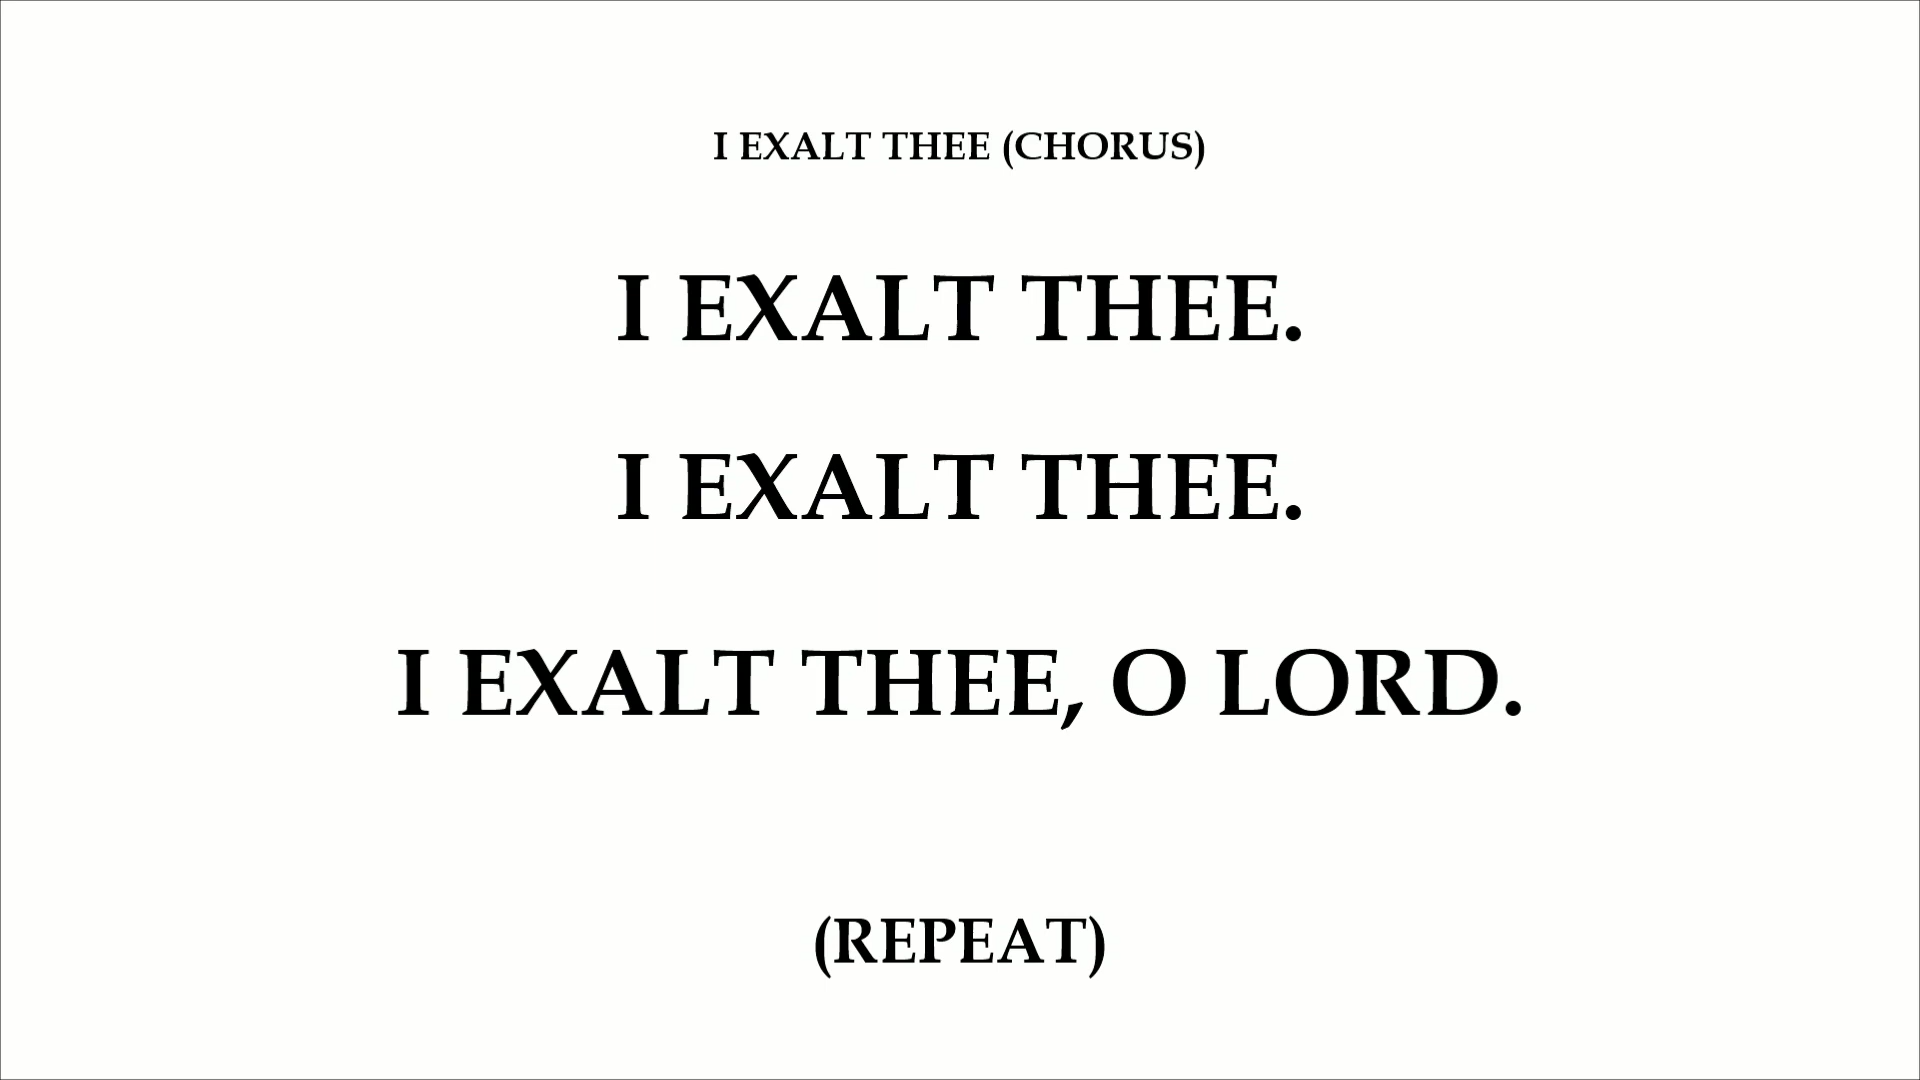 I EXALT THEE (CHORUS)
I EXALT THEE.
I EXALT THEE.
I EXALT THEE, O LORD.
(REPEAT)